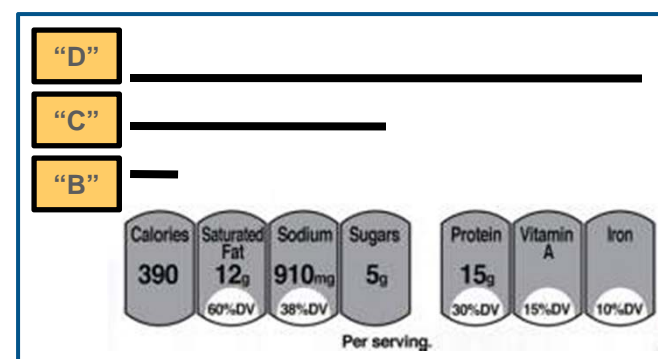 “D”
“C”
“B”
Calories Saturated Fat Sodium Sugars Protein Vitamin A Iron
390 12g 910mg 5g 15g
60%DV 38%DV 30%DV 15%DV 10%DV
Per serving.